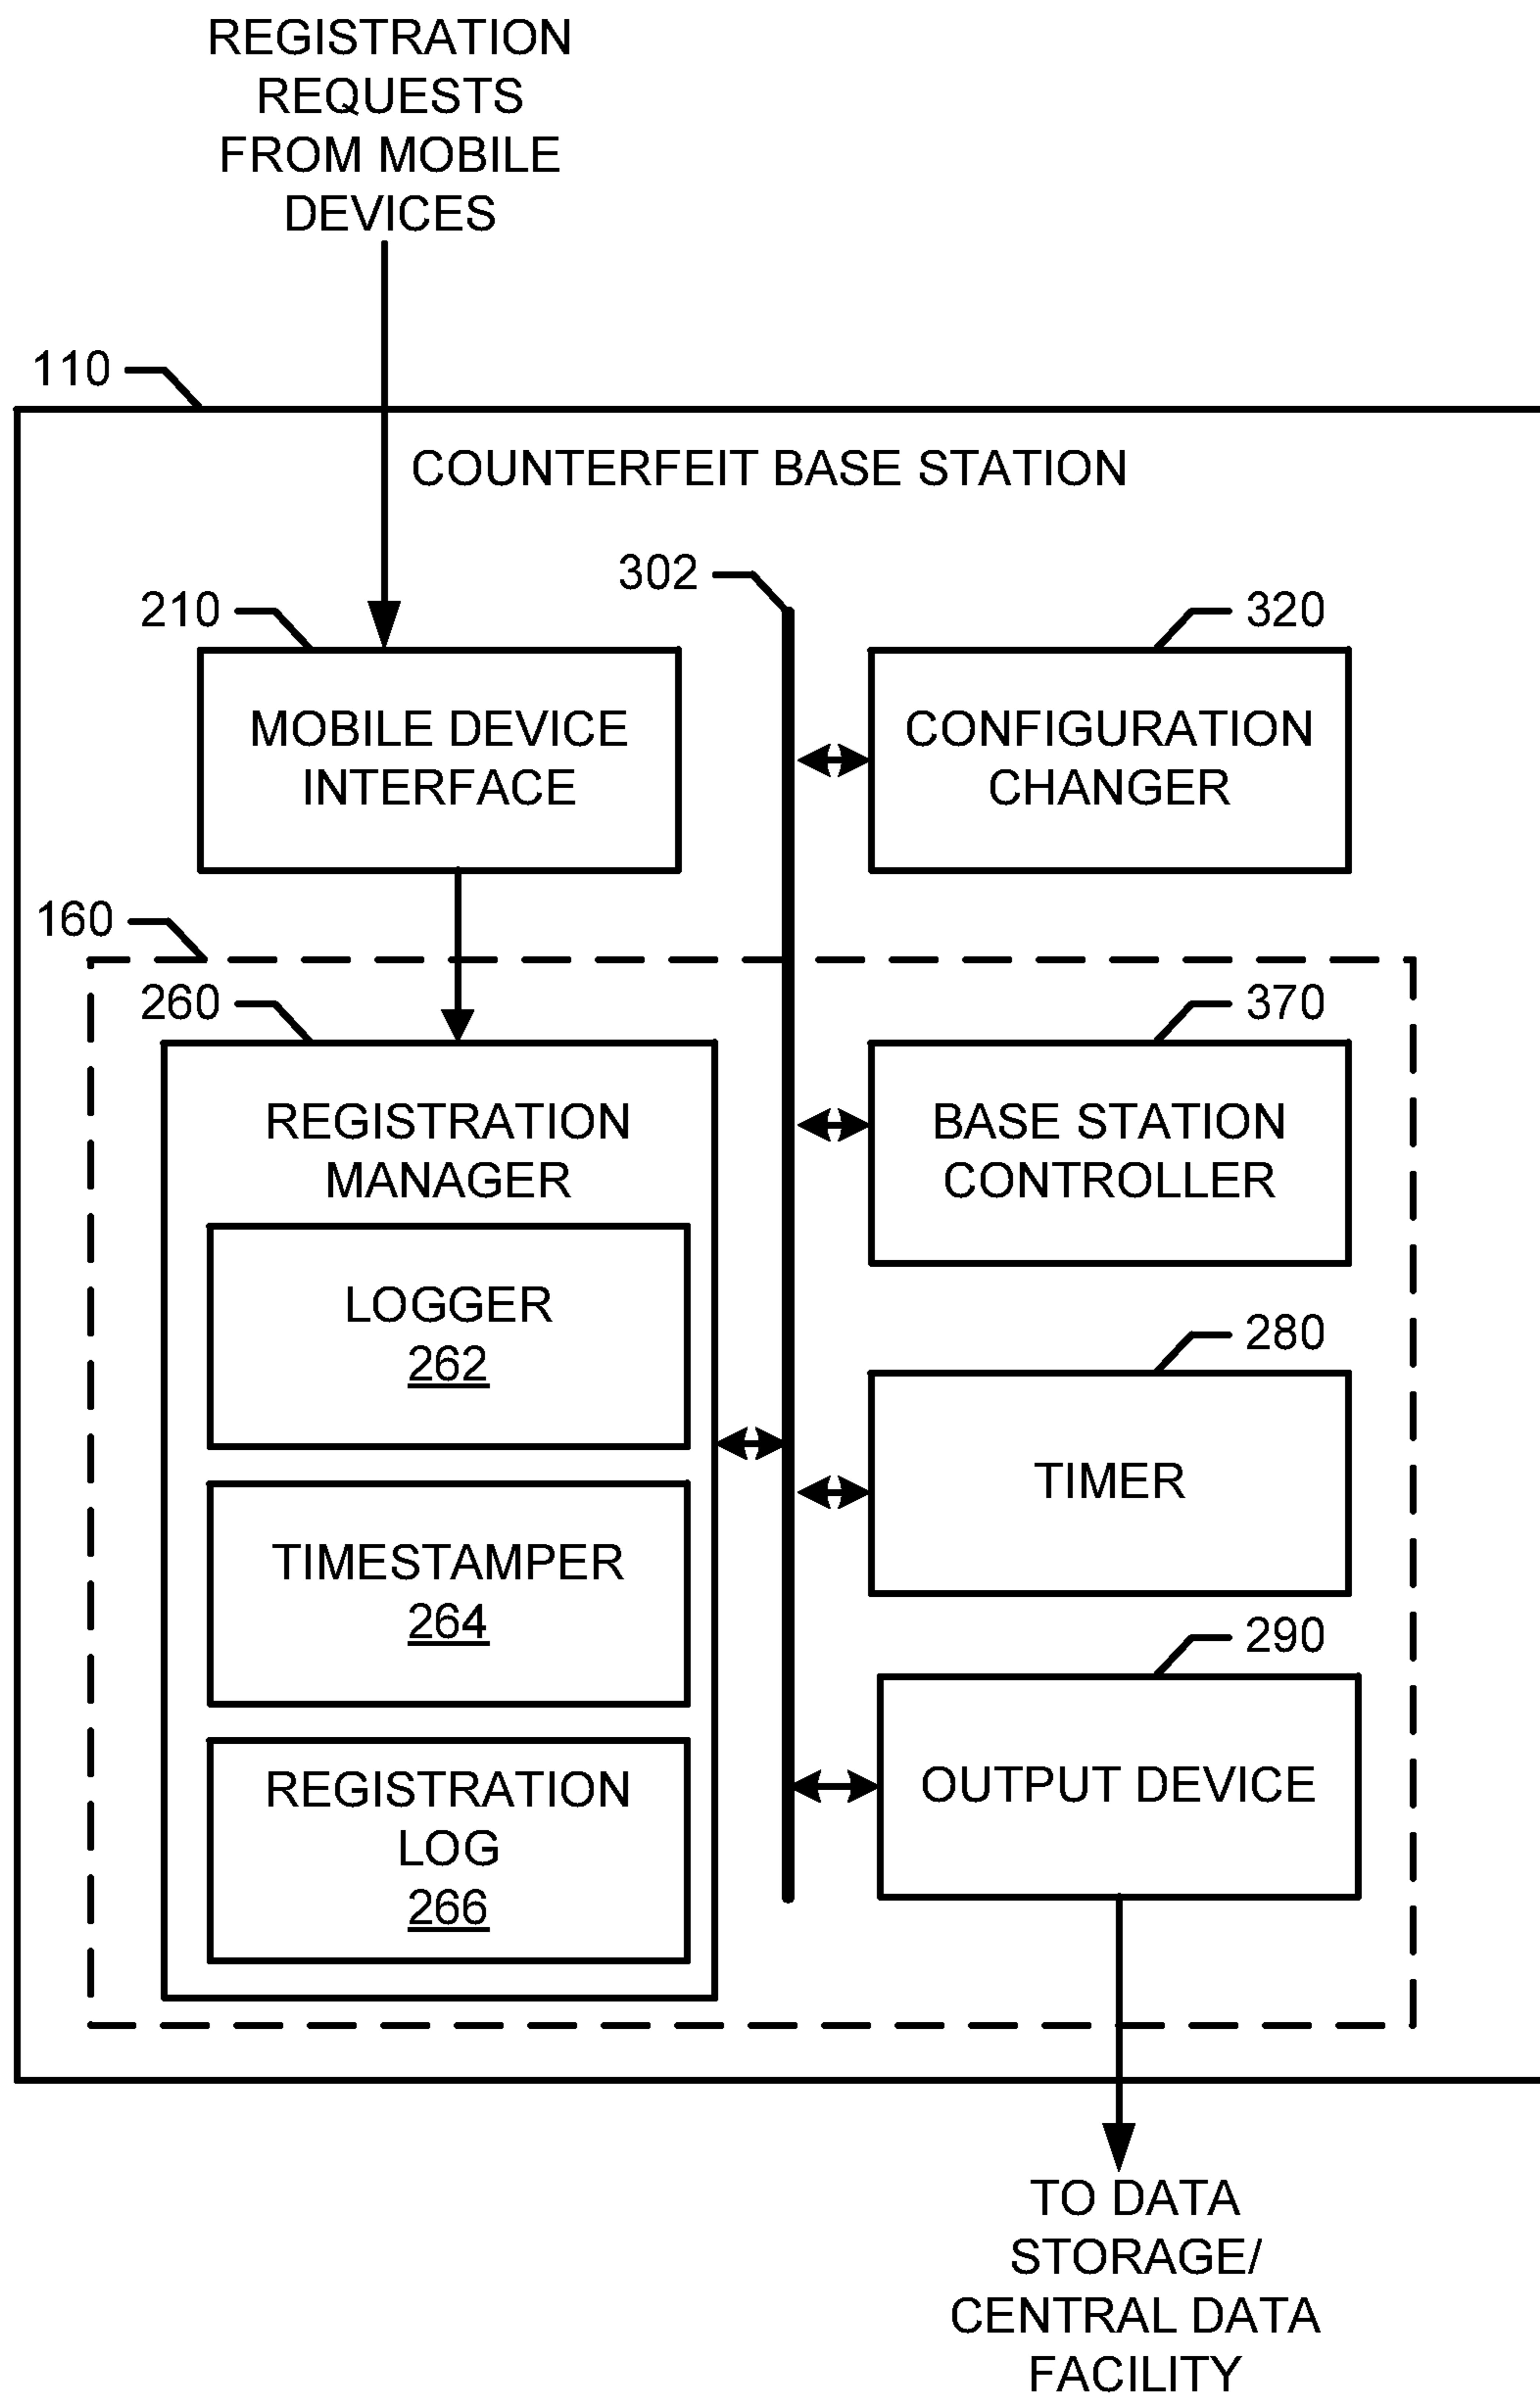 REGISTRATION
REQUESTS
FROM MOBILE
DEVICES
110
COUNTERFEIT BASE STATION
302
210
320
MOBILE DEVICE
INTERFACE
CONFIGURATION
CHANGER
160
260
370
REGISTRATION
MANAGER
BASE STATION
CONTROLLER
LOGGER
262
280
TIMER
TIMESTAMPER
264
290
REGISTRATION
LOG
266
OUTPUT DEVICE
TO DATA
STORAGE/
CENTRAL DATA
FACILITY